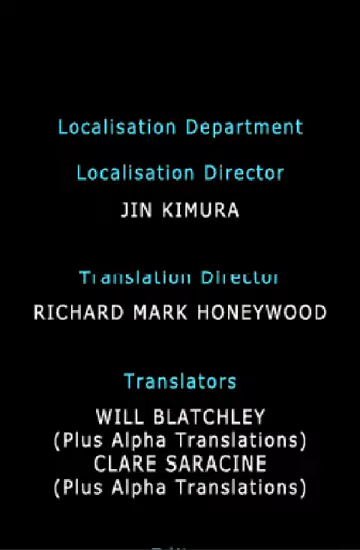 Localisation Department
Localisation Director
JIN KIMURA
Translation Director
RICHARD MARK HONEYWOOD
Translators
WILL BLATCHLEY
(Plus Alpha Translations)
CLARE SARACINE
(Plus Alpha Translations)